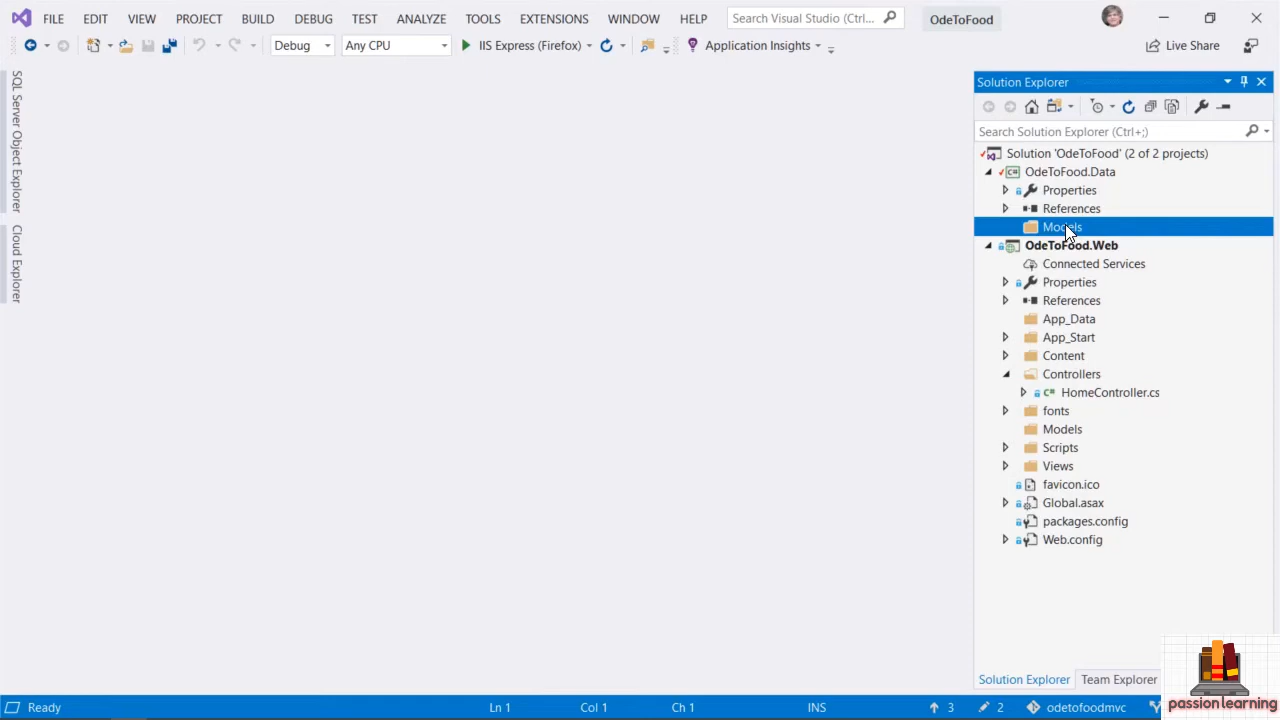 FILE EDIT VIEW PROJECT BUILD DEBUG TEST ANALYZE TOOLS EXTENSIONS WINDOW HELP Search Visual Studio (Ctrl... OdeToFood
Debug Any CPU IIS Express (Firefox) Application Insights Live Share
SQL Server Object Explorer
Cloud Explorer
Solution Explorer
Search Solution Explorer (Ctrl+;)
Solution 'OdeToFood' (2 of 2 projects)
OdeToFood.Data
Properties
References
Models
OdeToFood.Web
Connected Services
Properties
References
App_Data
App_Start
Content
Controllers
HomeController.cs
fonts
Models
Scripts
Views
favicon.ico
Global.asax
packages.config
Web.config
Solution Explorer Team Explorer
passion learning
Ready Ln 1 Col 1 Ch 1 INS 3 2 odetofoodmvc